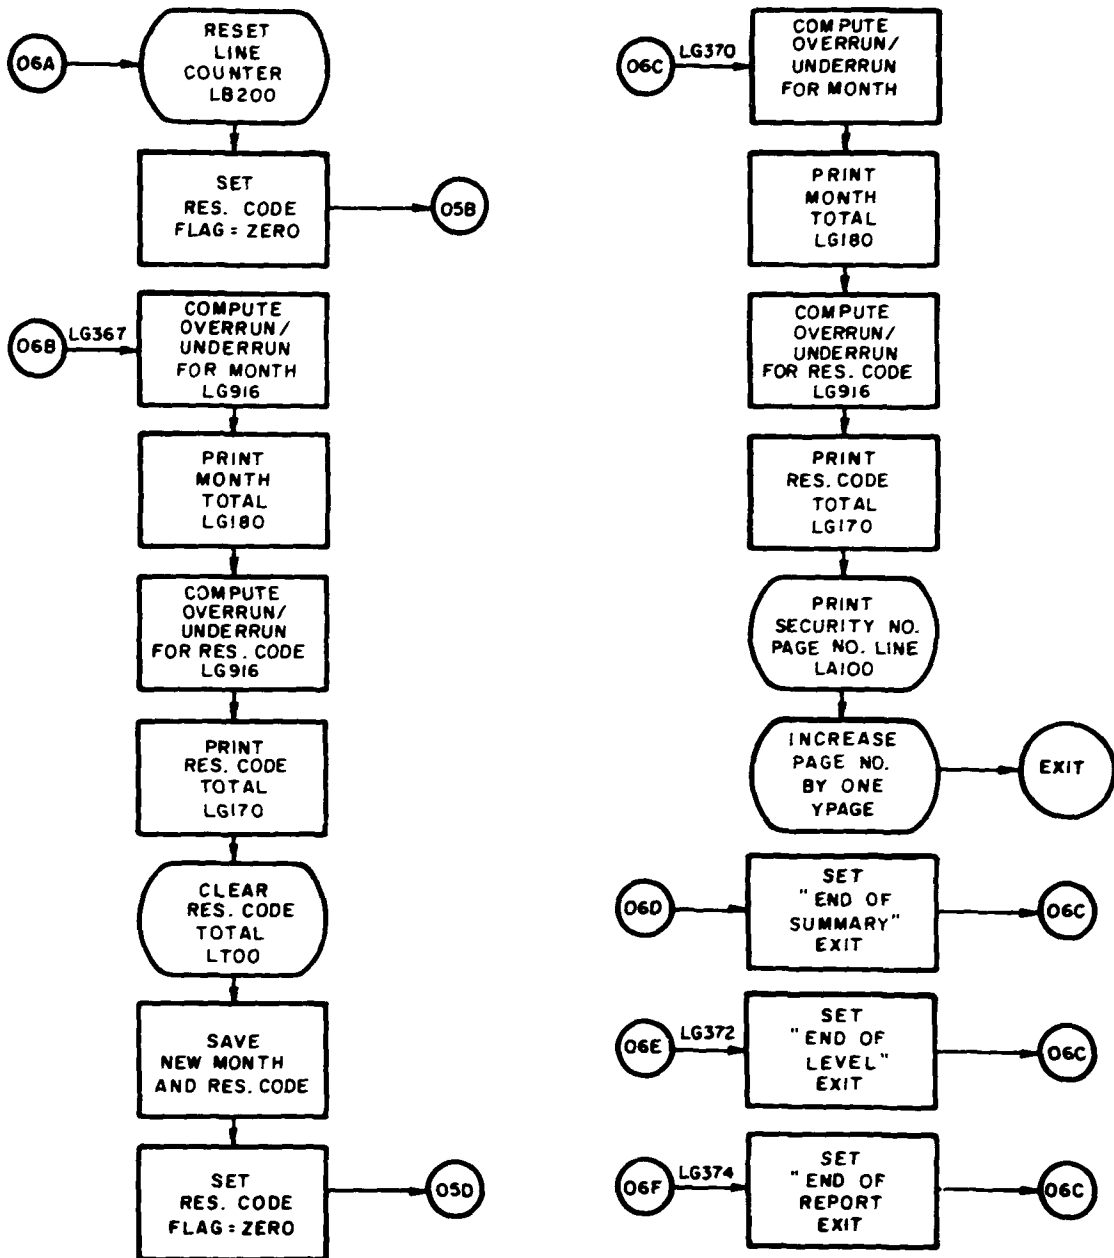 06A
RESET
LINE
COUNTER
LB200
SET
RES. CODE
FLAG = ZERO
05B
06B
LG367
COMPUTE
OVERRUN/
UNDERRUN
FOR MONTH
LG916
PRINT
MONTH
TOTAL
LG180
COMPUTE
OVERRUN/
UNDERRUN
FOR RES. CODE
LG916
PRINT
RES. CODE
TOTAL
LG170
CLEAR
RES. CODE
TOTAL
LT00
SAVE
NEW MONTH
AND RES. CODE
SET
RES. CODE
FLAG = ZERO
05D
06C
LG370
COMPUTE
OVERRUN/
UNDERRUN
FOR MONTH
PRINT
MONTH
TOTAL
LG180
COMPUTE
OVERRUN/
UNDERRUN
FOR RES. CODE
LG916
PRINT
RES. CODE
TOTAL
LG170
PRINT
SECURITY NO.
PAGE NO. LINE
LA100
INCREASE
PAGE NO.
BY ONE
YPAGE
EXIT
06D
SET
"END OF
SUMMARY"
EXIT
06C
06E
LG372
SET
"END OF
LEVEL"
EXIT
06C
06F
LG374
SET
"END OF
REPORT
EXIT
06C